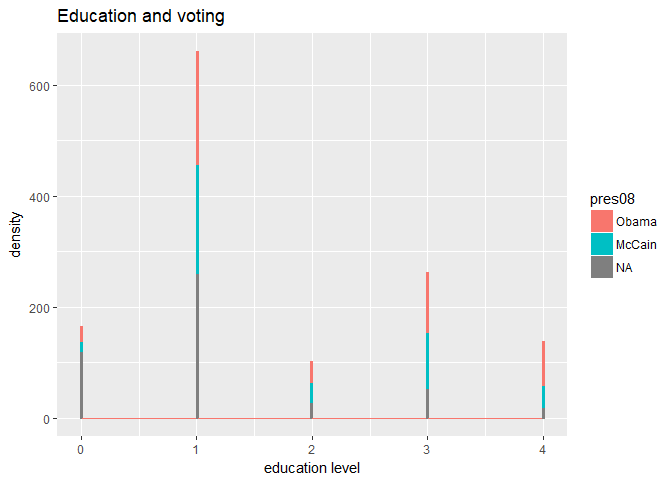 Education and voting
600
400
200
0
density
0 1 2 3 4
education level
pres08
Obama
McCain
NA